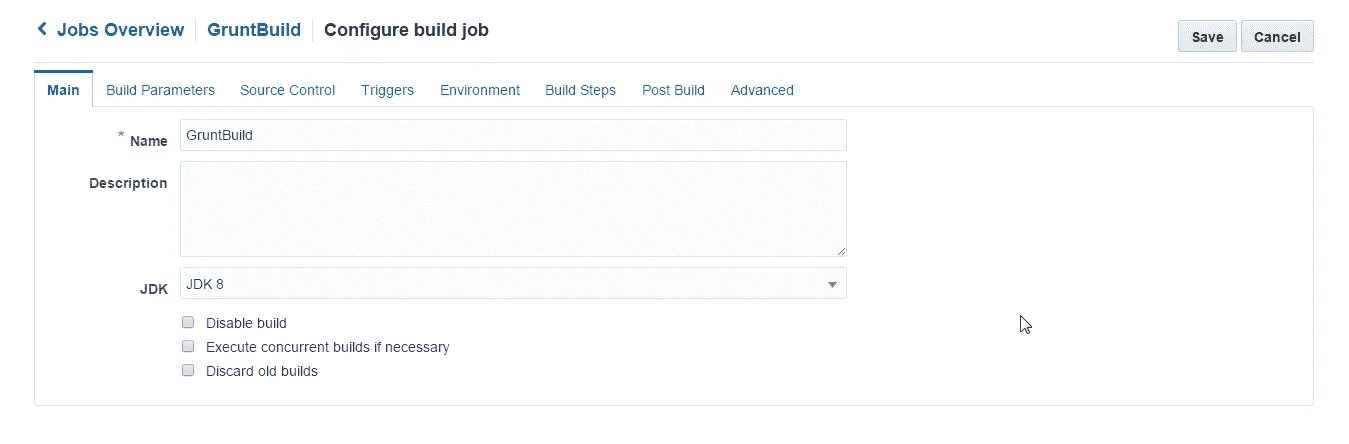 Jobs Overview GruntBuild Configure build job
Save Cancel
Main Build Parameters Source Control Triggers Environment Build Steps Post Build Advanced
* Name GruntBuild
Description
JDK JDK 8
Disable build
Execute concurrent builds if necessary
Discard old builds